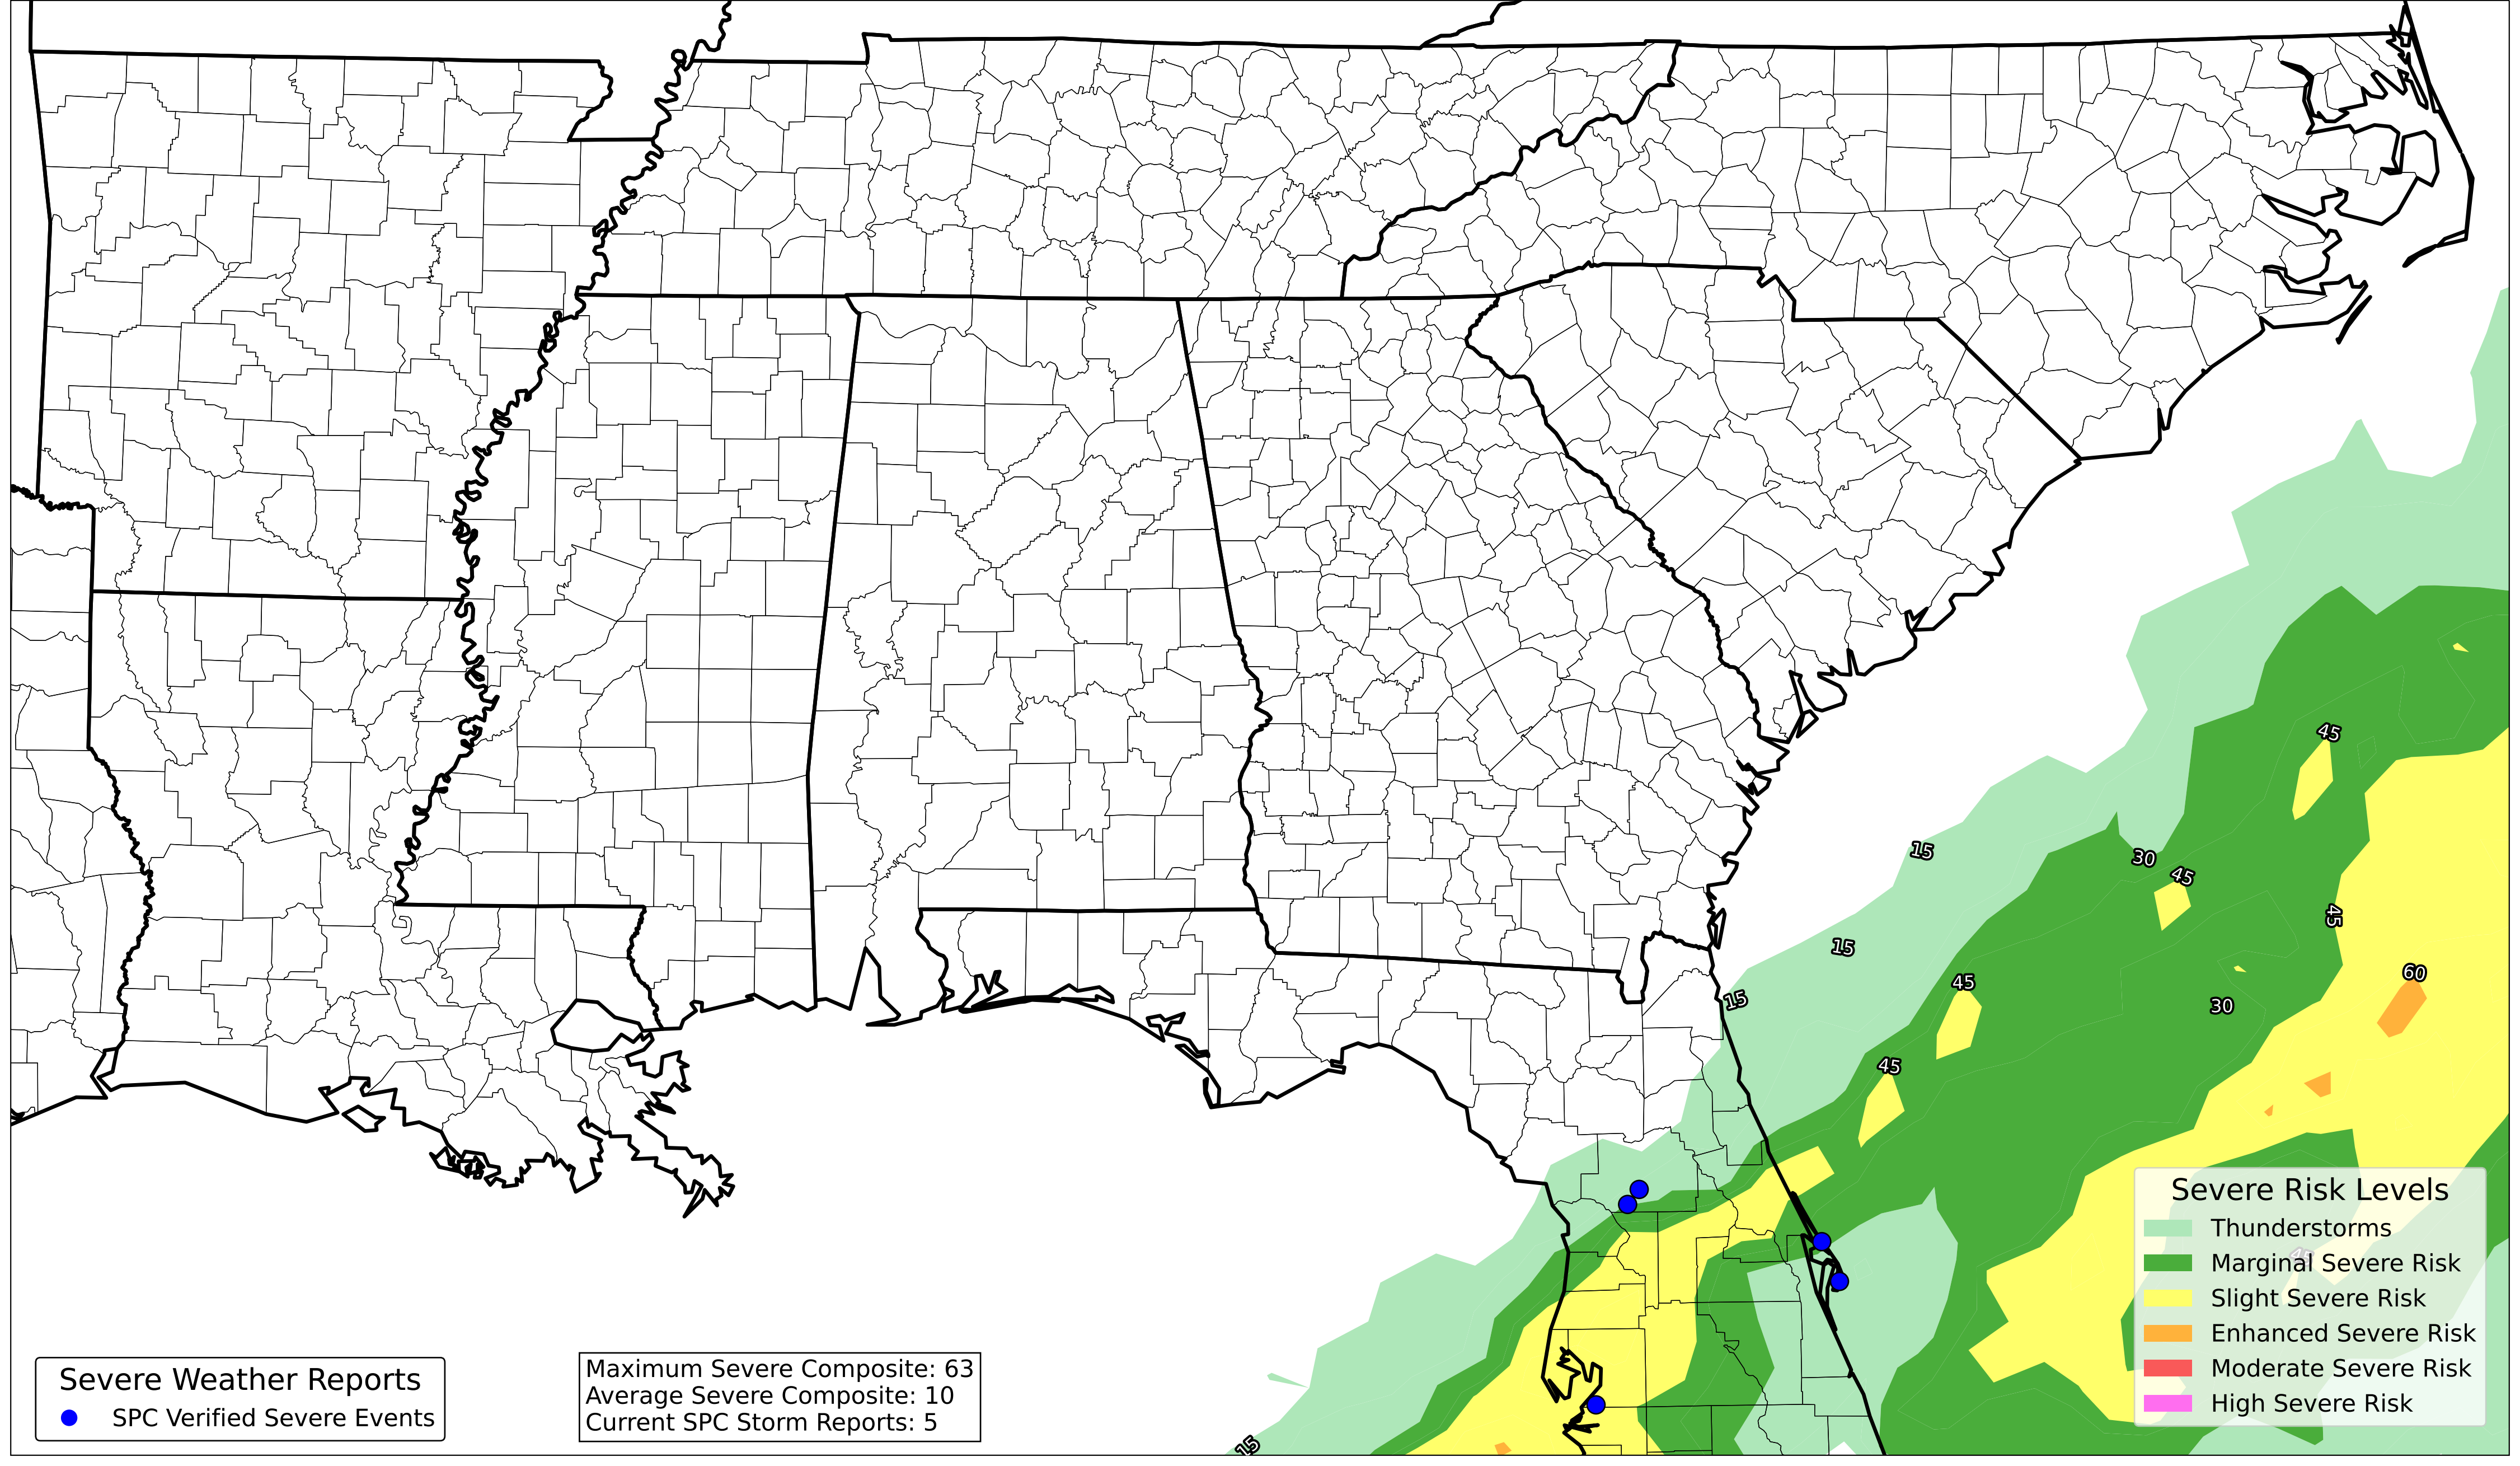 45
15
30
45
45
15
60
45
15
30
45
45
Severe Risk Levels
Thunderstorms
Marginal Severe Risk
Slight Severe Risk
Enhanced Severe Risk
Moderate Severe Risk
High Severe Risk
15
Severe Weather Reports
SPC Verified Severe Events
Maximum Severe Composite: 63
Average Severe Composite: 10
Current SPC Storm Reports: 5